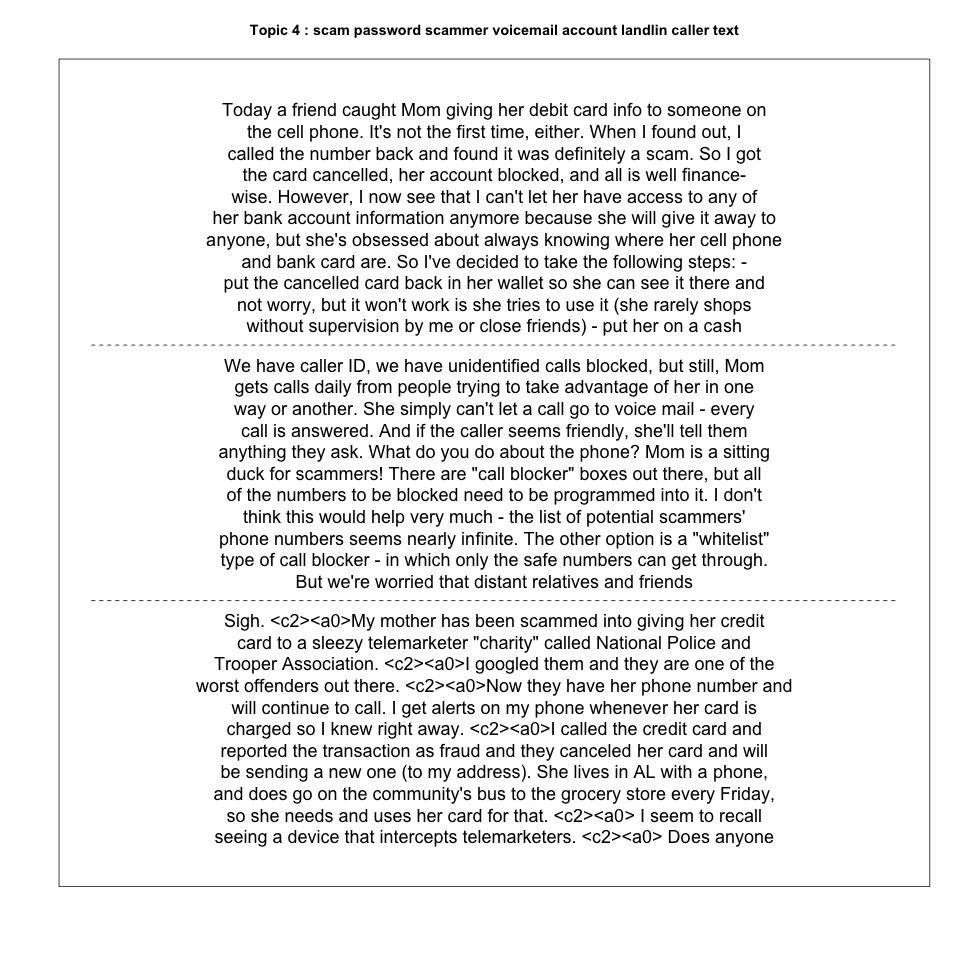 Topic 4 : scam password scammer voicemail account landlin caller text
Today a friend caught Mom giving her debit card info to someone on
the cell phone. It's not the first time, either. When I found out, I
called the number back and found it was definitely a scam. So I got
the card cancelled, her account blocked, and all is well finance-
wise. However, I now see that I can't let her have access to any of
her bank account information anymore because she will give it away to
anyone, but she's obsessed about always knowing where her cell phone
and bank card are. So I've decided to take the following steps: -
put the cancelled card back in her wallet so she can see it there and
not worry, but it won't work is she tries to use it (she rarely shops
without supervision by me or close friends) - put her on a cash
We have caller ID, we have unidentified calls blocked, but still, Mom
gets calls daily from people trying to take advantage of her in one
way or another. She simply can't let a call go to voice mail - every
call is answered. And if the caller seems friendly, she'll tell them
anything they ask. What do you do about the phone? Mom is a sitting
duck for scammers! There are "call blocker" boxes out there, but all
of the numbers to be blocked need to be programmed into it. I don't
think this would help very much - the list of potential scammers'
phone numbers seems nearly infinite. The other option is a "whitelist"
type of call blocker - in which only the safe numbers can get through.
But we're worried that distant relatives and friends
Sigh. <c2><a0>My mother has been scammed into giving her credit
card to a sleezy telemarketer "charity" called National Police and
Trooper Association. <c2><a0>I googled them and they are one of the
worst offenders out there. <c2><a0>Now they have her phone number and
will continue to call. I get alerts on my phone whenever her card is
charged so I knew right away. <c2><a0>I called the credit card and
reported the transaction as fraud and they canceled her card and will
be sending a new one (to my address). She lives in AL with a phone,
and does go on the community's bus to the grocery store every Friday,
so she needs and uses her card for that. <c2><a0> I seem to recall
seeing a device that intercepts telemarketers. <c2><a0> Does anyone